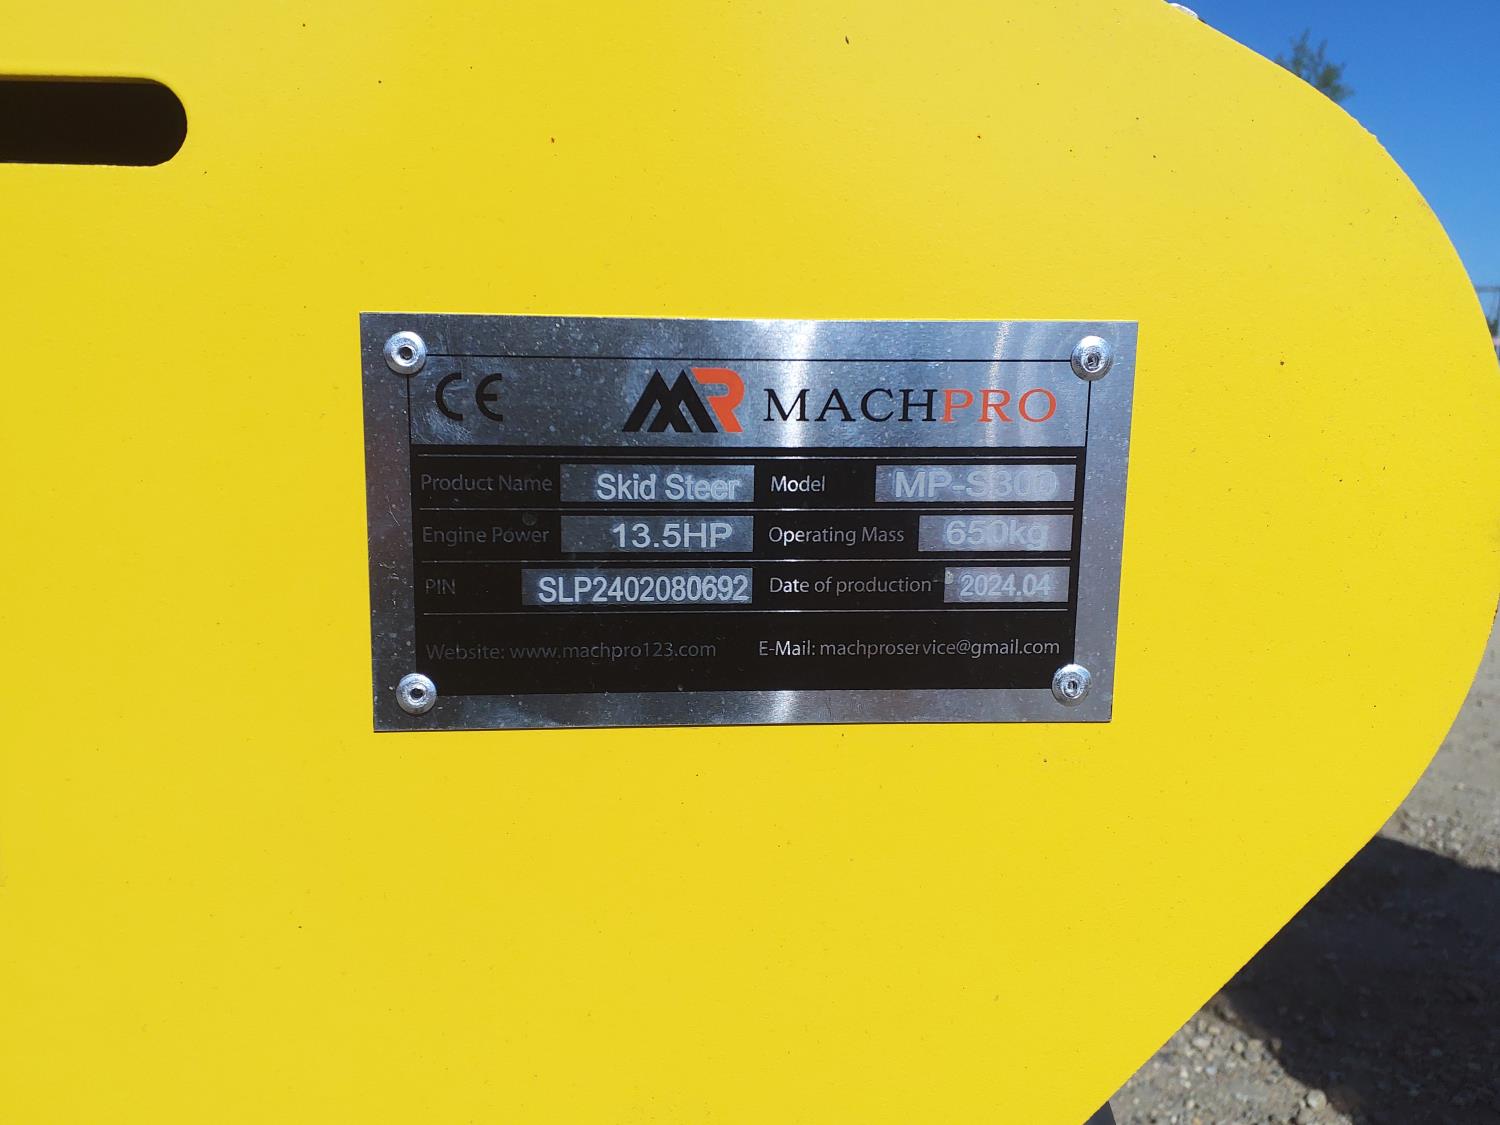 CE MACHPRO
Product Name Skid Steer Model MP-S300
Engine Power 13.5HP Operating Mass 650kg
PIN SLP2402080692 Date of production 2024.04
Website: www.machpro123.com E-Mail: machproservice@gmail.com